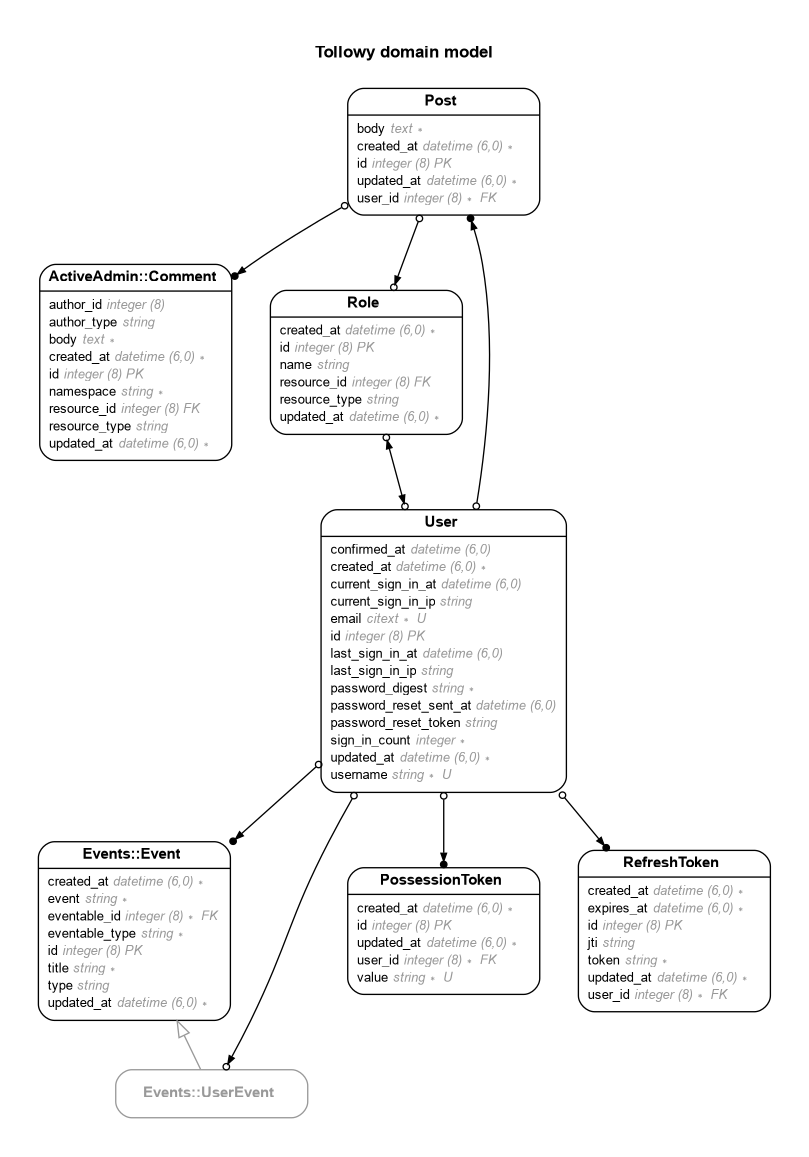 Tollowy domain model
Post
body text *
created_at datetime (6,0) *
id integer (8) PK
updated_at datetime (6,0) *
user_id integer (8) * FK
ActiveAdmin::Comment
author_id integer (8)
author_type string
body text *
created_at datetime (6,0) *
id integer (8) PK
namespace string *
resource_id integer (8) FK
resource_type string
updated_at datetime (6,0) *
Role
created_at datetime (6,0) *
id integer (8) PK
name string
resource_id integer (8) FK
resource_type string
updated_at datetime (6,0) *
User
confirmed_at datetime (6,0)
created_at datetime (6,0) *
current_sign_in_at datetime (6,0)
current_sign_in_ip string
email citext * U
id integer (8) PK
last_sign_in_at datetime (6,0)
last_sign_in_ip string
password_digest string *
password_reset_sent_at datetime (6,0)
password_reset_token string
sign_in_count integer *
updated_at datetime (6,0) *
username string * U
Events::Event
created_at datetime (6,0) *
event string *
eventable_id integer (8) * FK
eventable_type string *
id integer (8) PK
title string *
type string
updated_at datetime (6,0) *
PossessionToken
created_at datetime (6,0) *
id integer (8) PK
updated_at datetime (6,0) *
user_id integer (8) * FK
value string * U
RefreshToken
created_at datetime (6,0) *
expires_at datetime (6,0) *
id integer (8) PK
jti string
token string *
updated_at datetime (6,0) *
user_id integer (8) * FK
Events::UserEvent